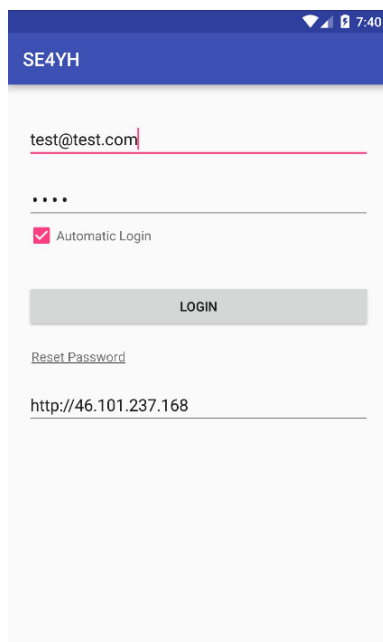 7:40
SE4YH
test@test.com
••••
Automatic Login
LOGIN
Reset Password
http://46.101.237.168